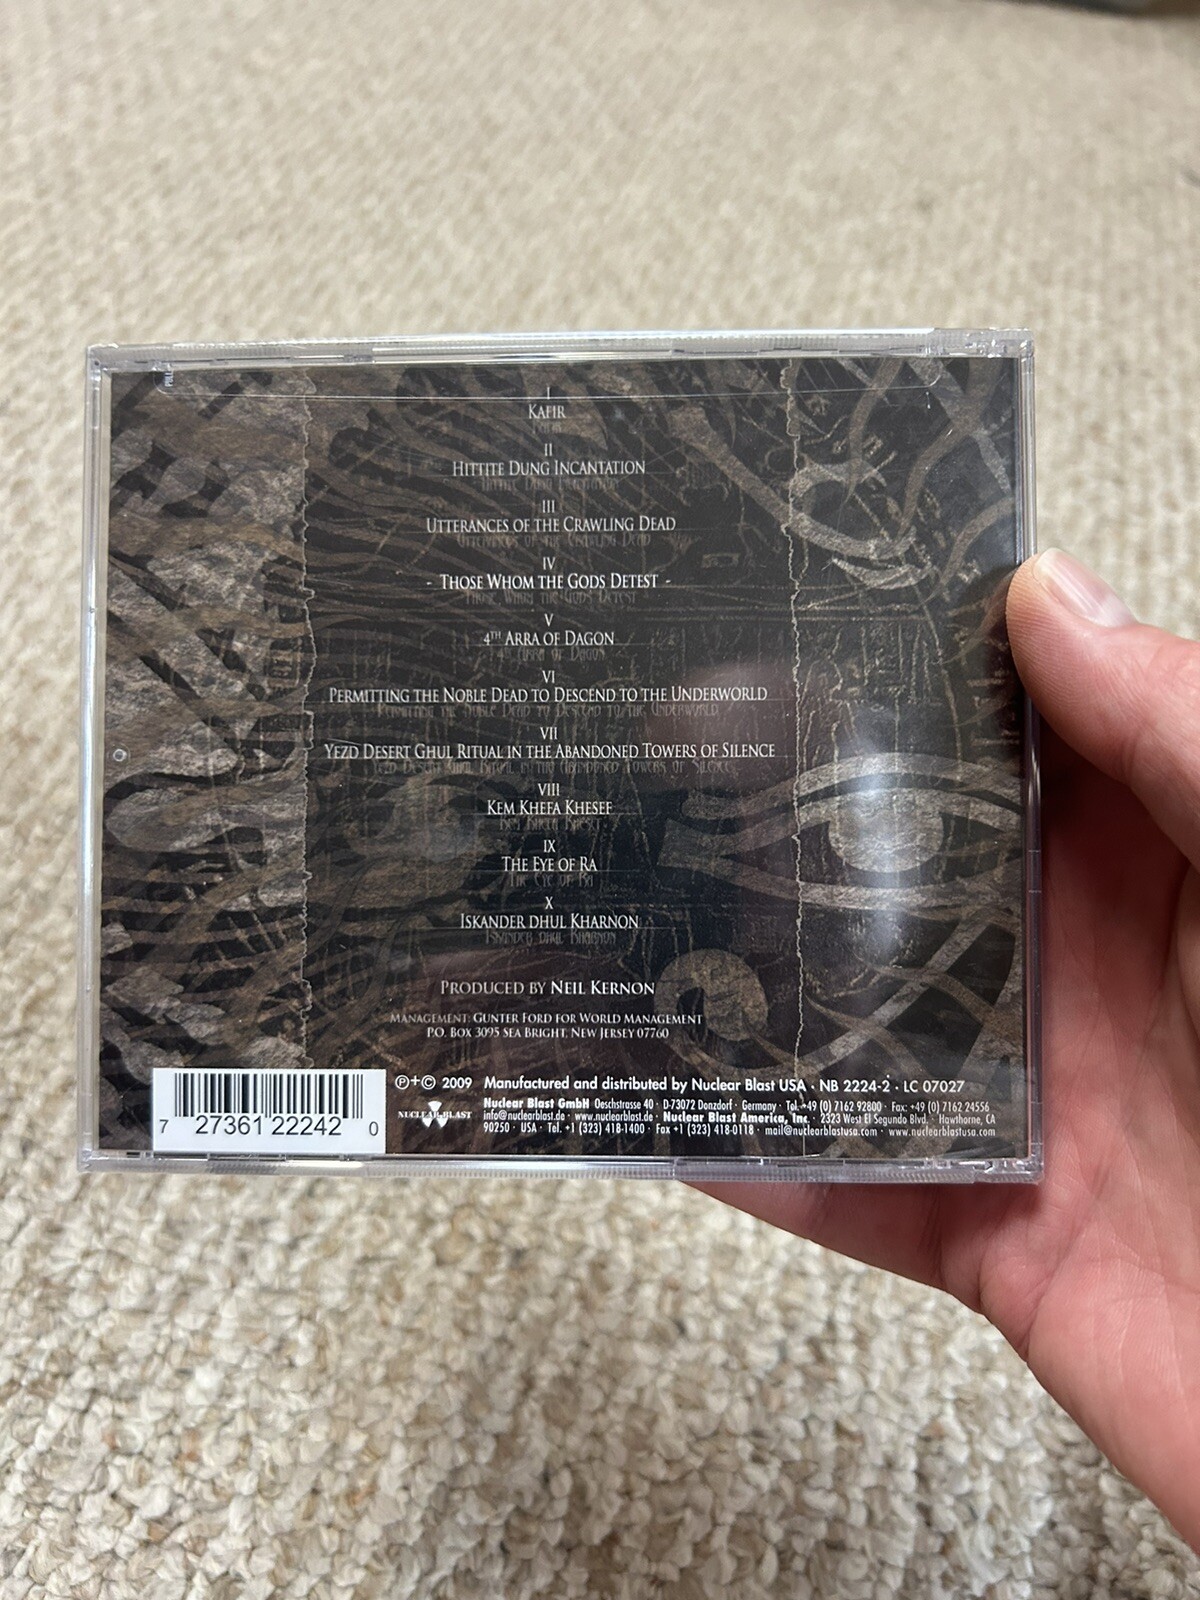 I
KAFIR
II
HITTITE DUNG INCANTATION
III
UTTERANCES OF THE CRAWLING DEAD
IV
- THOSE WHOM THE GODS DETEST -
V
4TH ARRA OF DAGON
VI
PERMITTING THE NOBLE DEAD TO DESCEND TO THE UNDERWORLD
VII
YEZD DESERT GHUL RITUAL IN THE ABANDONED TOWERS OF SILENCE
VIII
KEM KHEFA KHESEF
IX
THE EYE OF RA
X
ISKANDER DHUL KHARNON
PRODUCED BY NEIL KERNON
MANAGEMENT: GUNTER FORD FOR WORLD MANAGEMENT
P.O. BOX 3095 SEA BRIGHT, NEW JERSEY 07760
℗+© 2009 Manufactured and distributed by Nuclear Blast USA · NB 2224-2 · LC 07027
NUCLEAR BLAST
Nuclear Blast GmbH Oeschstrasse 40 · D-73072 Donzdorf · Germany · Tel. +49 (0) 7162 92800 · Fax: +49 (0) 7162 24556
info@nuclearblast.de · www.nuclearblast.de · Nuclear Blast America, Inc. · 2323 West El Segundo Blvd. · Hawthorne, CA
90250 · USA · Tel. +1 (323) 418-1400 · Fax +1 (323) 418-0118 · mail@nuclearblastusa.com · www.nuclearblastusa.com
7 27361 22242 0